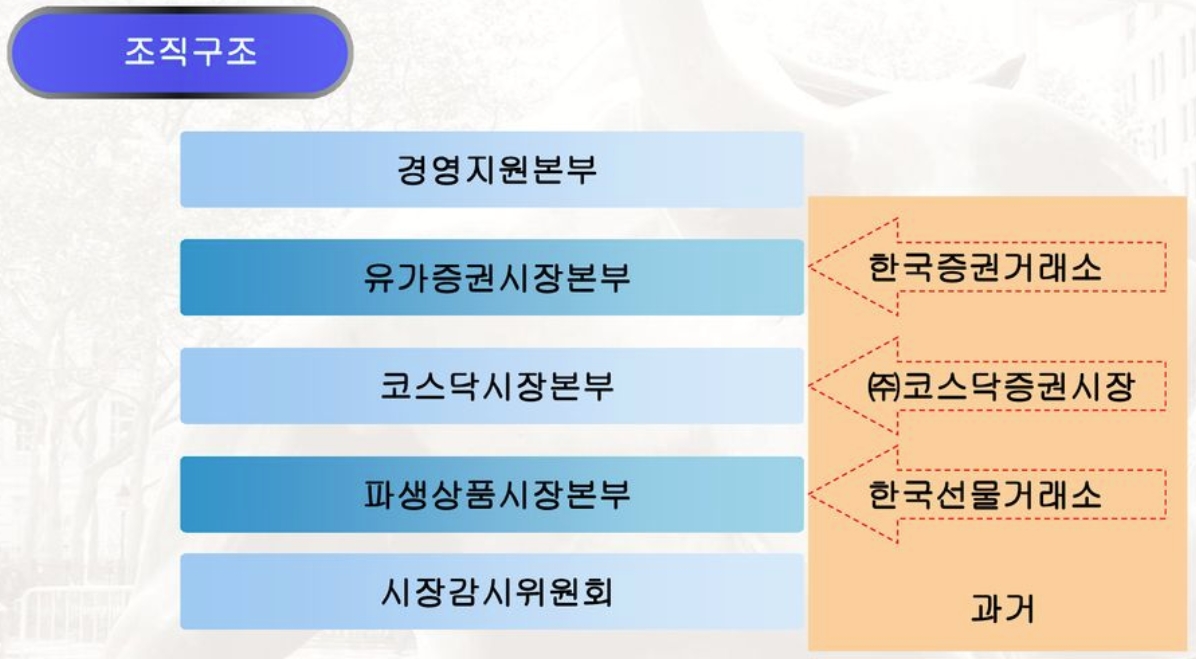 조직구조
경영지원본부
유가증권시장본부
한국증권거래소
코스닥시장본부
㈜코스닥증권시장
파생상품시장본부
한국선물거래소
시장감시위원회
과거